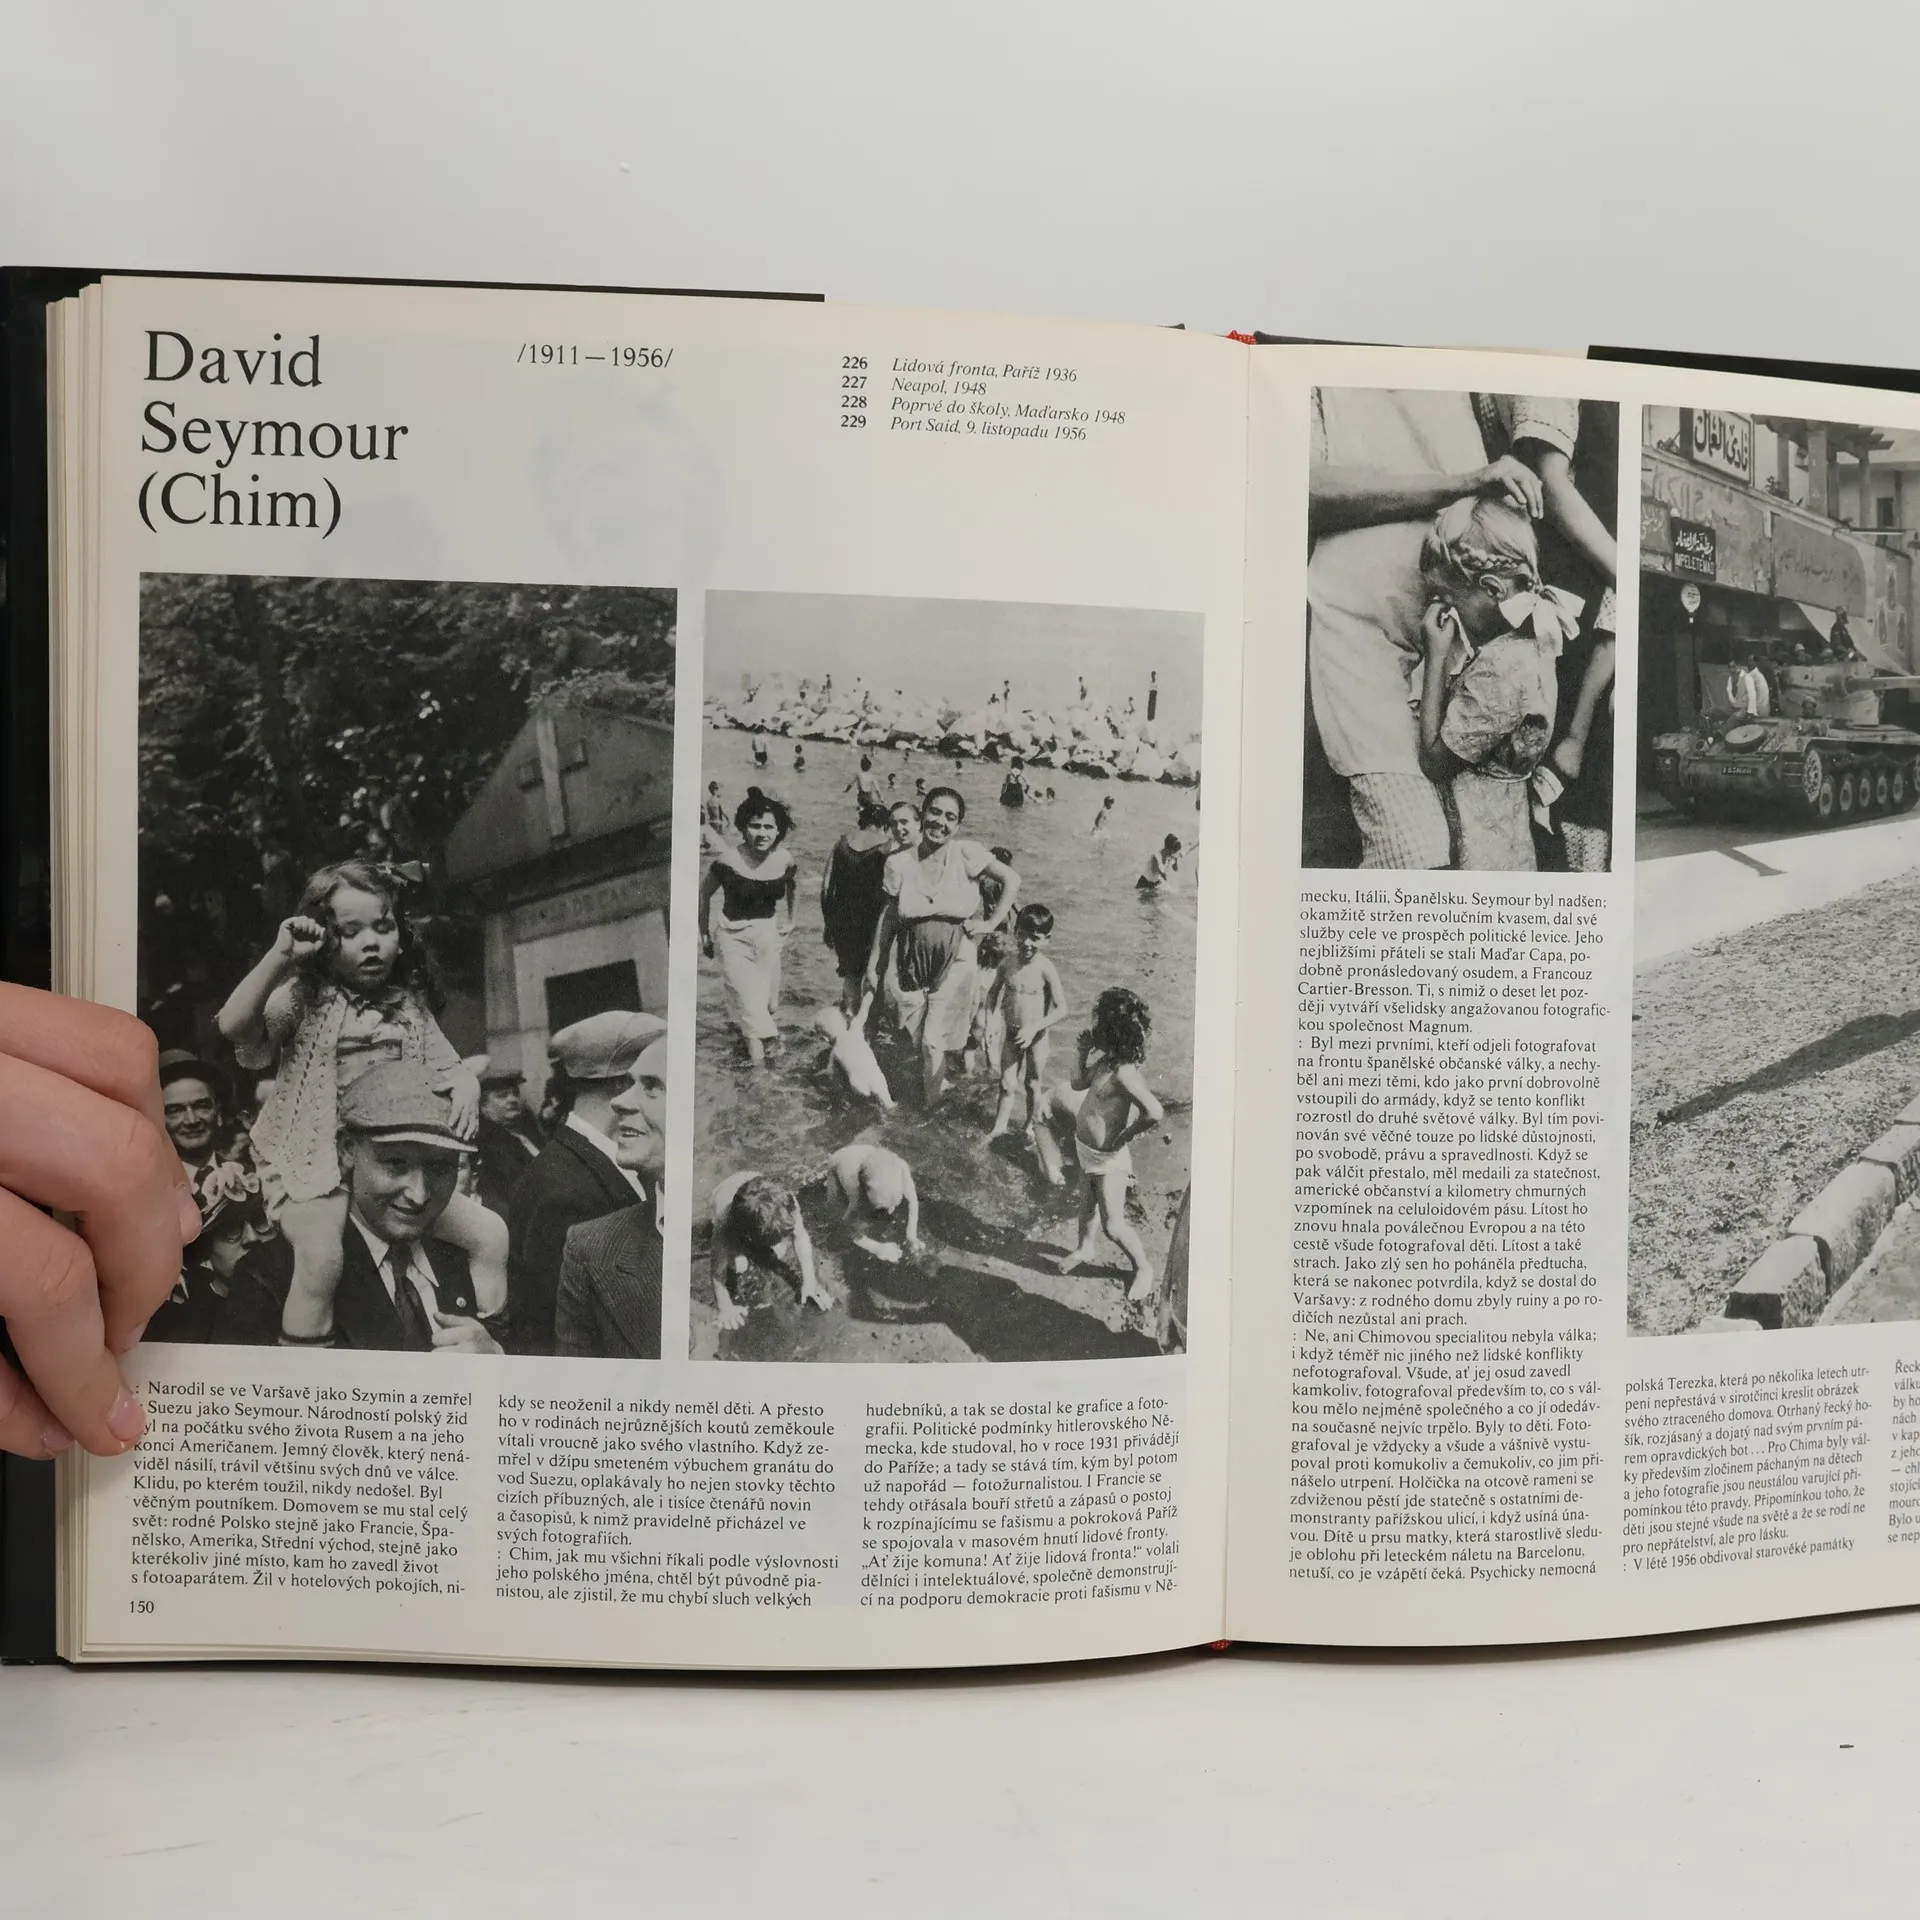 David
Seymour
(Chim)
/1911—1956/
226 Lidová fronta, Paříž 1936
227 Neapol, 1948
228 Poprvé do školy, Maďarsko 1948
229 Port Said, 9. listopadu 1956
: Narodil se ve Varšavě jako Szymin a zemřel
Suezu jako Seymour. Národností polský žid
byl na počátku svého života Rusem a na jeho
konci Američanem. Jemný člověk, který nená-
viděl násilí, trávil většinu svých dnů ve válce.
Klidu, po kterém toužil, nikdy nedošel. Byl
věčným poutníkem. Domovem se mu stal celý
svět: rodné Polsko stejně jako Francie, Špa-
nělsko, Amerika, Střední východ, stejně jako
kterékoliv jiné místo, kam ho zavedl život
s fotoaparátem. Žil v hotelových pokojích, ni-
150
kdy se neoženil a nikdy neměl děti. A přesto
ho v rodinách nejrůznějších koutů zeměkoule
vítali vroucně jako svého vlastního. Když ze-
mřel v džípu smeteném výbuchem granátu do
vod Suezu, oplakávaly ho nejen stovky těchto
cizích příbuzných, ale i tisíce čtenářů novin
a časopisů, k nimž pravidelně přicházel ve
svých fotografiích.
: Chim, jak mu všichni říkali podle výslovnosti
jeho polského jména, chtěl být původně pia-
nistou, ale zjistil, že mu chybí sluch velkých
hudebníků, a tak se dostal ke grafice a foto-
grafii. Politické podmínky hitlerovského Ně-
mecka, kde studoval, ho v roce 1931 přivádějí
do Paříže; a tady se stává tím, kým byl potom
už napořád — fotožurnalistou. I Francie se
tehdy otřásala bouří střetů a zápasů o postoj
k rozpínajícímu se fašismu a pokroková Paříž
se spojovala v masovém hnutí lidové fronty.
„Ať žije komuna! Ať žije lidová fronta!“ volali
dělníci i intelektuálové, společně demonstrují-
cí na podporu demokracie proti fašismu v Ně-
mecku, Itálii, Španělsku. Seymour byl nadšen;
okamžitě stržen revolučním kvasem, dal své
služby cele ve prospěch politické levice. Jeho
nejbližšími přáteli se stali Maďar Capa, po-
dobně pronásledovaný osudem, a Francouz
Cartier-Bresson. Ti, s nimiž o deset let poz-
ději vytváří všelidsky angažovanou fotografic-
kou společnost Magnum.
: Byl mezi prvními, kteří odjeli fotografovat
na frontu španělské občanské války, a nechy-
běl ani mezi těmi, kdo jako první dobrovolně
vstoupili do armády, když se tento konflikt
rozrostl do druhé světové války. Byl tím povi-
nován své věčné touze po lidské důstojnosti,
po svobodě, právu a spravedlnosti. Když se
pak válčit přestalo, měl medaili za statečnost,
americké občanství a kilometry chmurných
vzpomínek na celuloidovém pásu. Lítost ho
znovu hnala poválečnou Evropou a na této
cestě všude fotografoval děti. Lítost a také
strach. Jako zlý sen ho poháněla předtucha,
která se nakonec potvrdila, když se dostal do
Varšavy: z rodného domu zbyly ruiny a po ro-
dičích nezůstal ani prach.
: Ne, ani Chimovou specialitou nebyla válka;
i když téměř nic jiného než lidské konflikty
nefotografoval. Všude, ať jej osud zavedl
kamkoliv, fotografoval především to, co s vál-
kou mělo nejméně společného a co jí odedáv-
na současně nejvíc trpělo. Byly to děti. Foto-
grafoval je vždycky a všude a vášnivě vystu-
poval proti komukoliv a čemukoliv, co jim při-
nášelo utrpení. Holčička na otcově rameni se
zdviženou pěstí jde statečně s ostatními de-
monstranty pařížskou ulicí, i když usíná úna-
vou. Dítě u prsu matky, která starostlivě sledu-
je oblohu při leteckém náletu na Barcelonu,
netuší, co je vzápětí čeká. Psychicky nemocná
polská Terezka, která po několika letech utr-
pení nepřestává v sirotčinci kreslit obrázek
svého ztraceného domova. Otrhaný řecký ho-
šík, rozjásaný a dojatý nad svým prvním pá-
rem opravdických bot... Pro Chima byly vál-
ky především zločinem páchaným na dětech
a jeho fotografie jsou neustálou varující při-
pomínkou této pravdy. Připomínkou toho, že
děti jsou stejné všude na světě a že se rodí ne
pro nepřátelství, ale pro lásku.
: V létě 1956 obdivoval starověké památky